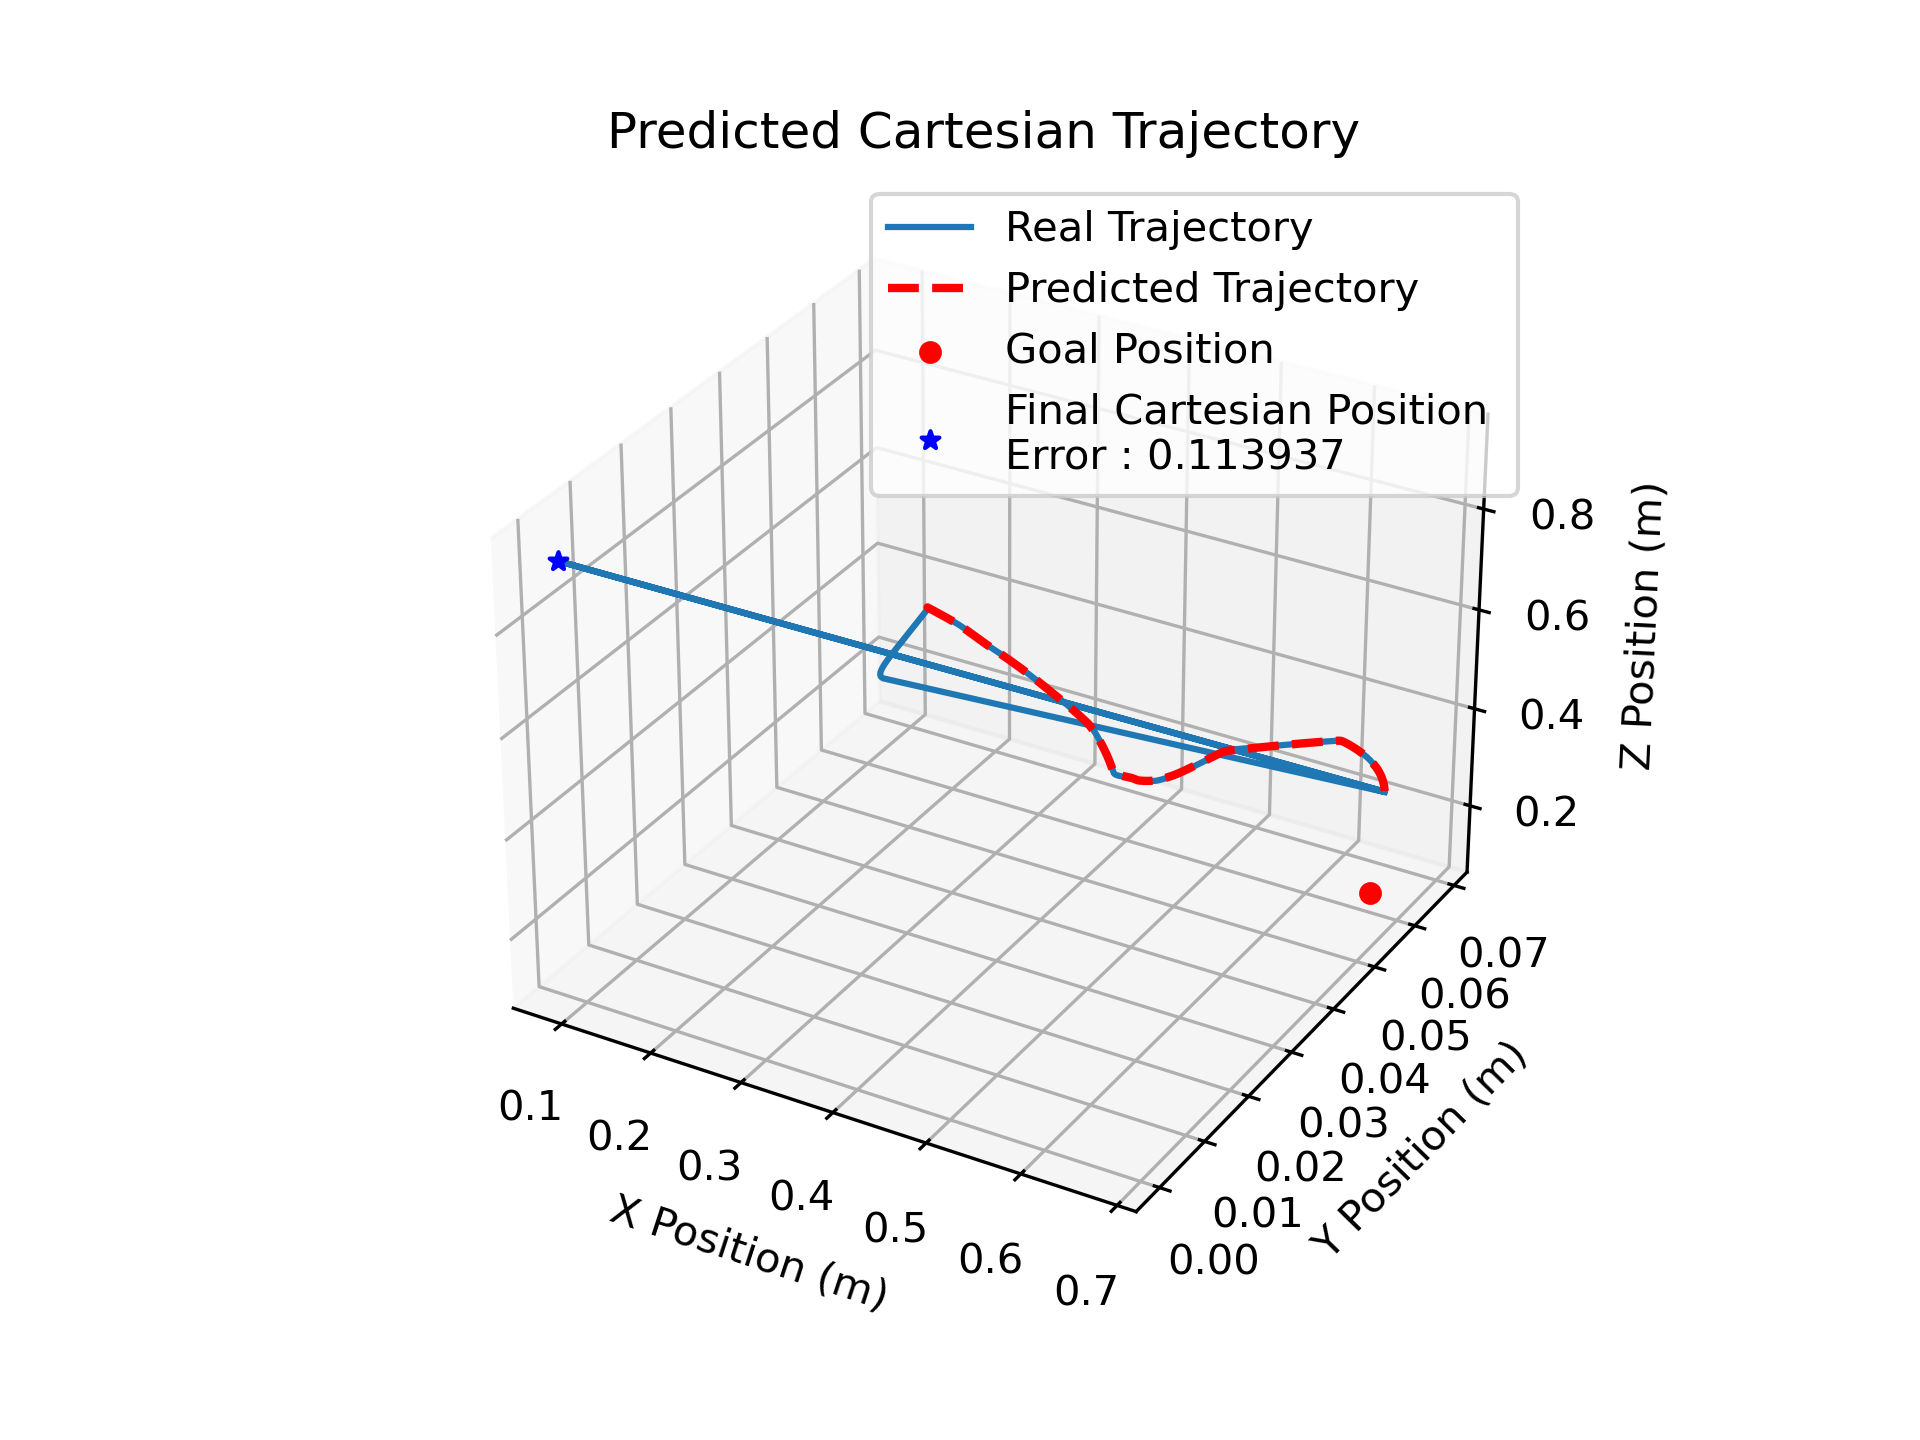 Predicted Cartesian Trajectory
Real Trajectory
Predicted Trajectory
Goal Position
Final Cartesian Position
Error : 0.113937
0.8
0.6
0.4
0.2
Z Position (m)
0.07
0.06
0.05
0.04
0.03
0.02
0.01
0.00
Y Position (m)
0.1
0.2
0.3
0.4
0.5
0.6
0.7
X Position (m)